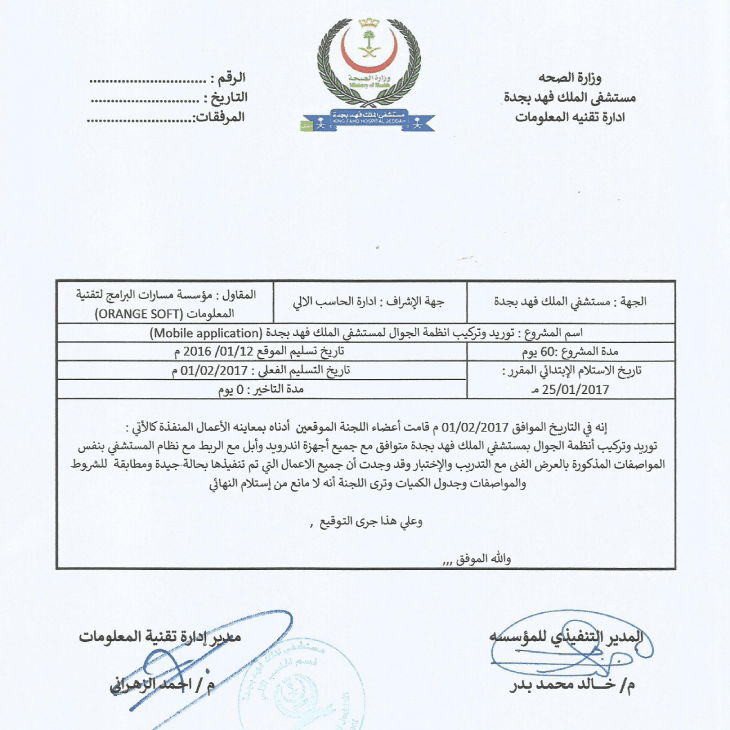 وزارة الصحه
مستشفى الملك فهد بجدة
ادارة تقنيه المعلومات
وزارة الصحة
Ministry of Health
مستشفى الملك فهد بجدة
KING FAHD HOSPITAL JEDDAH
الرقم : ............................
التاريخ : ..........................
المرفقات:.........................
الجهة : مستشفي الملك فهد بجدة
جهة الإشراف : ادارة الحاسب الالي
المقاول : مؤسسة مسارات البرامج لتقنية
المعلومات (ORANGE SOFT)
اسم المشروع : توريد وتركيب انظمة الجوال لمستشفى الملك فهد بجدة (Mobile application)
مدة المشروع :60 يوم
تاريخ تسليم الموقع 01/12/ 2016 م
تاريخ الاستلام الإبتدائي المقرر :
25/01/2017 مـ
تاريخ التسليم الفعلي : 01/02/2017 م
مدة التاخير : 0 يوم
إنه في التاريخ الموافق 01/02/2017 م قامت أعضاء اللجنة الموقعين أدناه بمعاينه الأعمال المنفذة كالأتي :
توريد وتركيب أنظمة الجوال بمستشفى الملك فهد بجدة متوافق مع جميع أجهزة اندرويد وأبل مع الربط مع نظام المستشفي بنفس
المواصفات المذكورة بالعرض الفنى مع التدريب والإختبار وقد وجدت أن جميع الاعمال التي تم تنفيذها بحالة جيدة ومطابقة للشروط
والمواصفات وجدول الكميات وترى اللجنة أنه لا مانع من إستلام النهائي
وعلي هذا جرى التوقيع ,
والله الموفق ,,,
المدير التنفيذي للمؤسسه
م/ خـالد محمد بدر
مدير إدارة تقنية المعلومات
م / احمد الزهراني
مستشفى الملك فهد بجدة